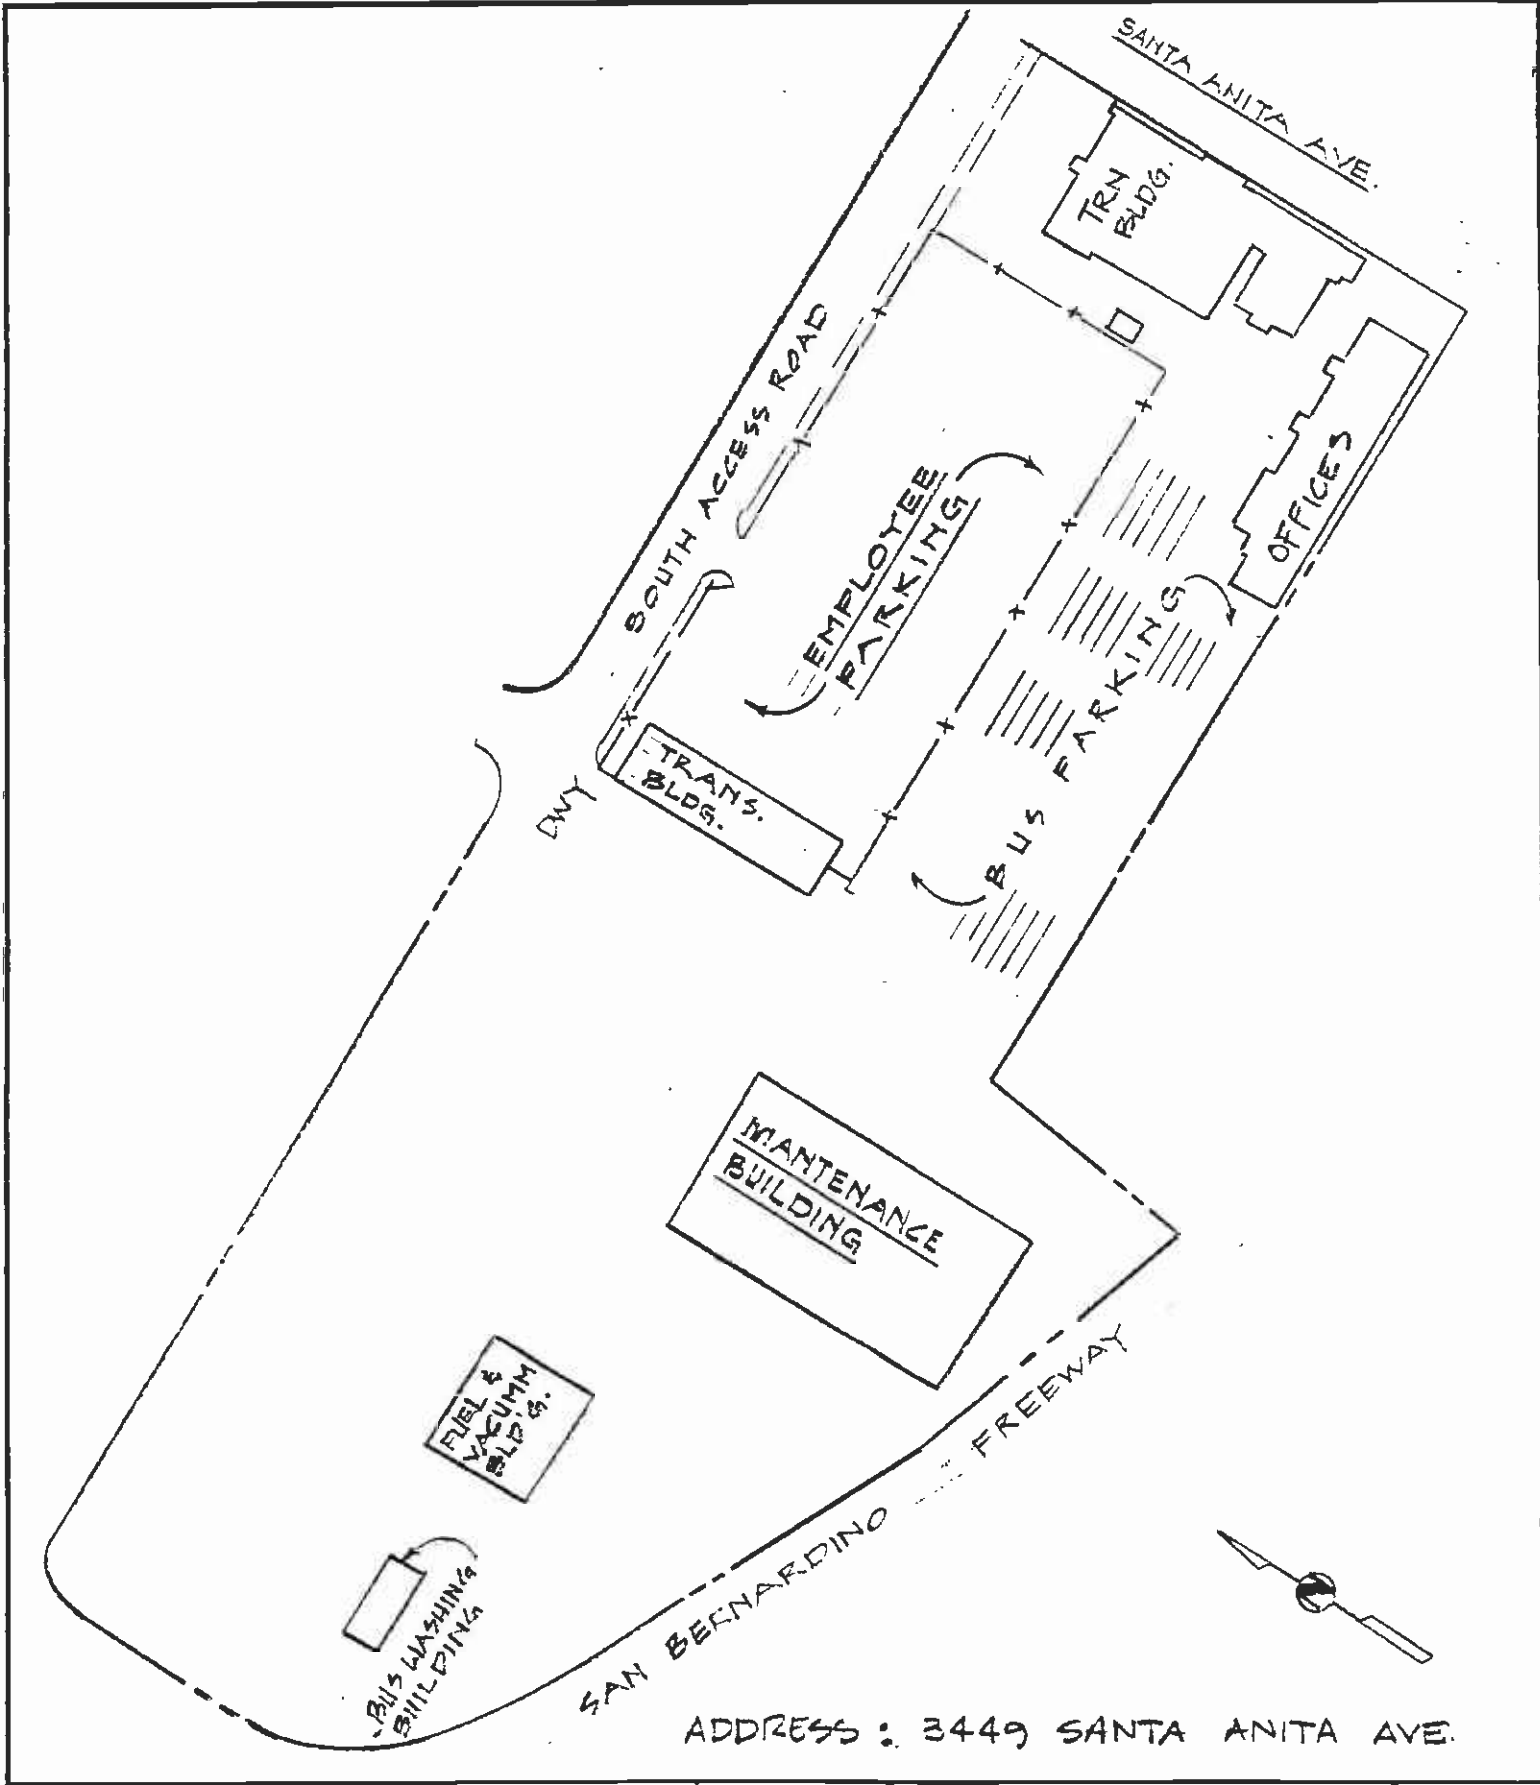 SANTA ANITA AVE.
TRN
BLDG.
SOUTH ACCESS ROAD
OFFICES
EMPLOYEE
PARKING
BUS PARKING
TRANS.
BLDG.
DWY
MANTENANCE
BUILDING
FUEL &
VACUMM
BLD'G.
BUS WASHING
BUILDING
SAN BERNARDINO FREEWAY
ADDRESS : 3449 SANTA ANITA AVE.